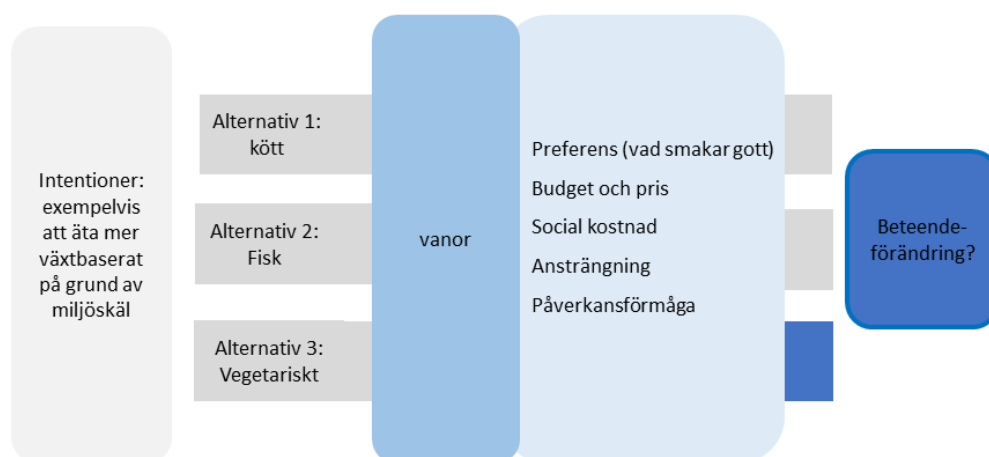 Intentioner:
exempelvis
att äta mer
växtbaserat
på grund av
miljöskäl
Alternativ 1:
kött
Alternativ 2:
Fisk
Alternativ 3:
Vegetariskt
vanor
Preferens (vad smakar gott)
Budget och pris
Social kostnad
Ansträngning
Påverkansförmåga
Beteende-
förändring?